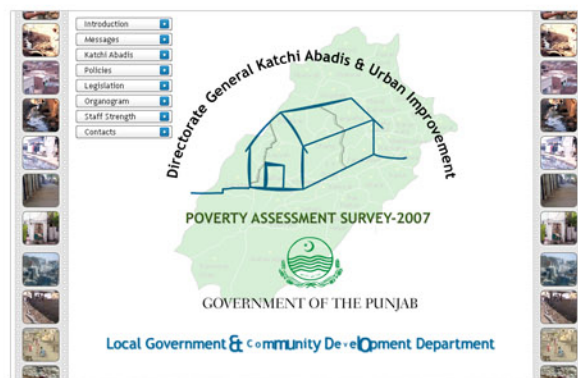 Introduction
Messages
Katchi Abadis
Policies
Legislation
Organogram
Staff Strength
Contacts
Directorate General Katchi Abadis & Urban Improvement
POVERTY ASSESSMENT SURVEY-2007
GOVERNMENT OF THE PUNJAB
Local Government & Community Development Department